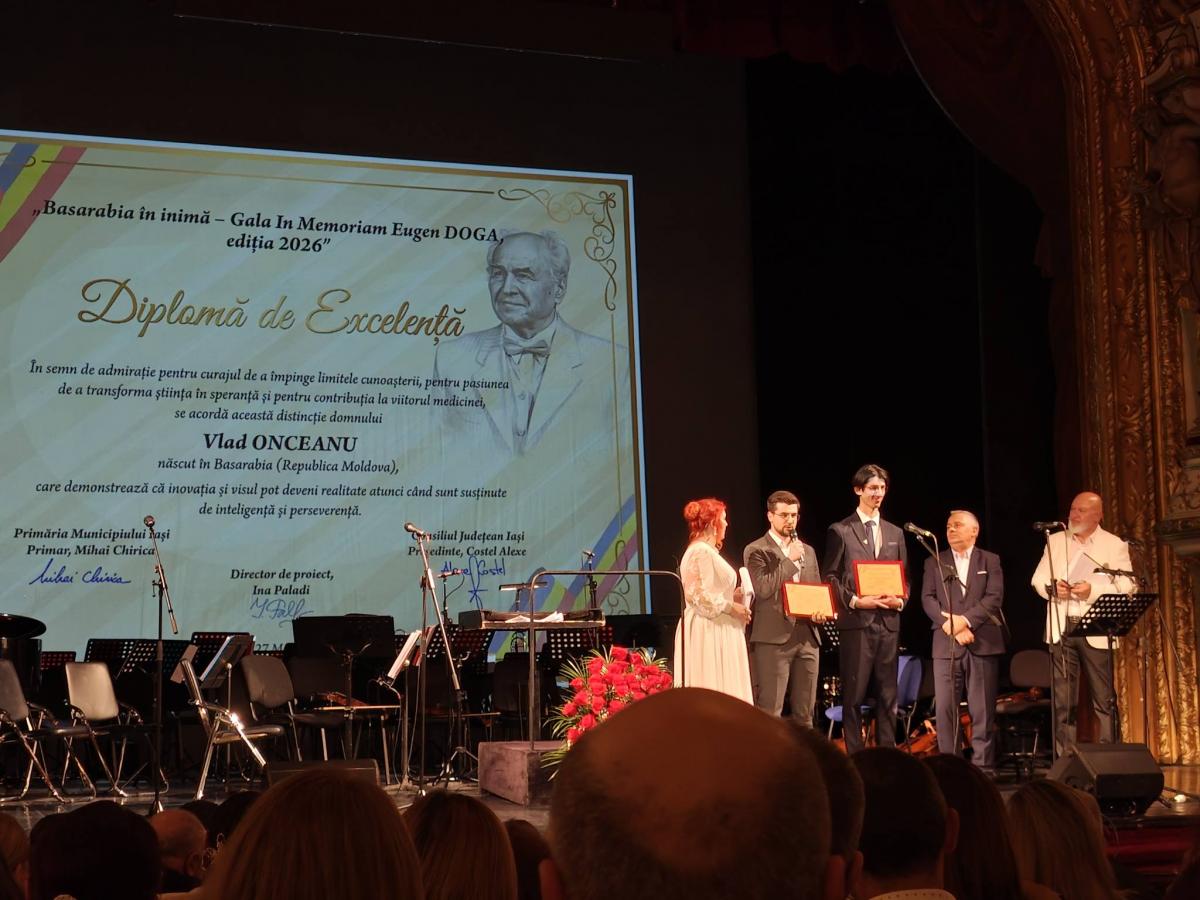 „Basarabia în inimă – Gala In Memoriam Eugen DOGA,
ediția 2026”
Diplomă de Excelență
În semn de admirație pentru curajul de a împinge limitele cunoașterii, pentru pasiunea
de a transforma știința în speranță și pentru contribuția la viitorul medicinei,
se acordă această distincție domnului
Vlad ONCEANU
născut în Basarabia (Republica Moldova),
care demonstrează că inovația și visul pot deveni realitate atunci când sunt susținute
de inteligență și perseverență.
Primăria Municipiului Iași
Primar, Mihai Chirica
Mihai Chirica
Director de proiect,
Ina Paladi
siliul Județean Iași
Președinte, Costel Alexe
27 M